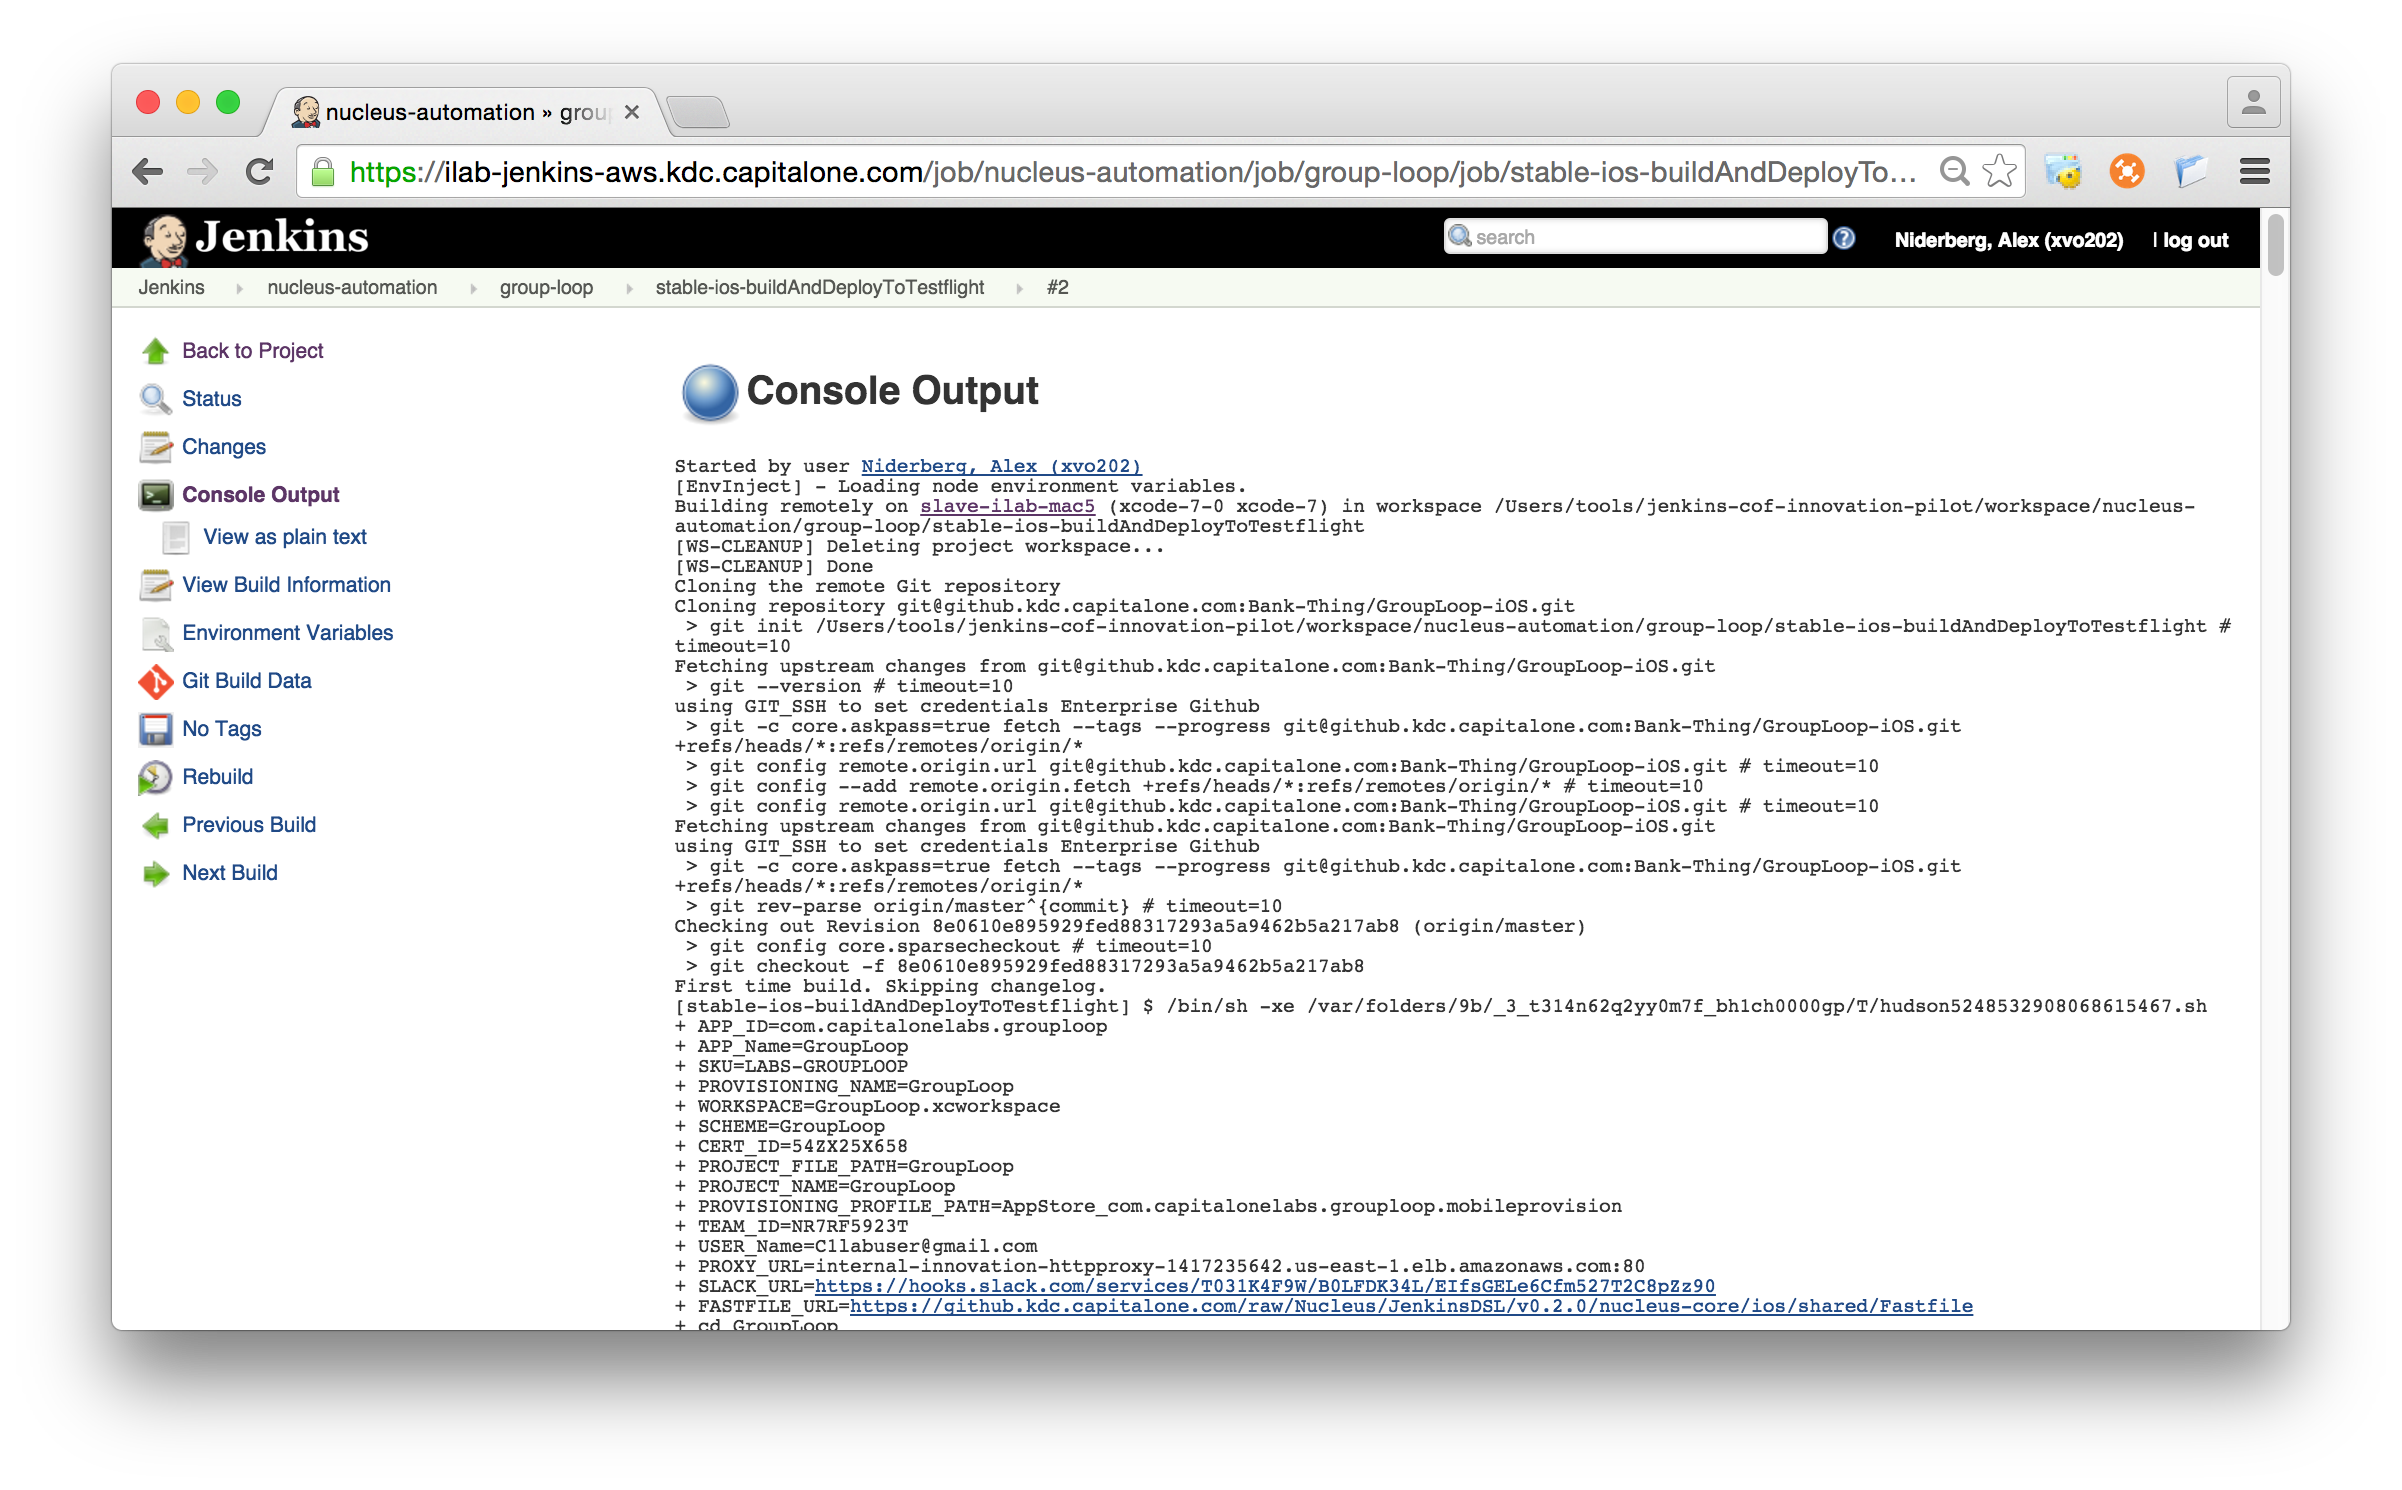 nucleus-automation » grou
https://ilab-jenkins-aws.kdc.capitalone.com/job/nucleus-automation/job/group-loop/job/stable-ios-buildAndDeployTo...
Jenkins
search
Niderberg, Alex (xvo202)
| log out
Jenkins
nucleus-automation
group-loop
stable-ios-buildAndDeployToTestflight
#2
Back to Project
Status
Changes
Console Output
View as plain text
View Build Information
Environment Variables
Git Build Data
No Tags
Rebuild
Previous Build
Next Build
Console Output
Started by user Niderberg, Alex (xvo202)
[EnvInject] - Loading node environment variables.
Building remotely on slave-ilab-mac5 (xcode-7-0 xcode-7) in workspace /Users/tools/jenkins-cof-innovation-pilot/workspace/nucleus-
automation/group-loop/stable-ios-buildAndDeployToTestflight
[WS-CLEANUP] Deleting project workspace...
[WS-CLEANUP] Done
Cloning the remote Git repository
Cloning repository git@github.kdc.capitalone.com:Bank-Thing/GroupLoop-iOS.git
 > git init /Users/tools/jenkins-cof-innovation-pilot/workspace/nucleus-automation/group-loop/stable-ios-buildAndDeployToTestflight #
timeout=10
Fetching upstream changes from git@github.kdc.capitalone.com:Bank-Thing/GroupLoop-iOS.git
 > git --version # timeout=10
using GIT_SSH to set credentials Enterprise Github
 > git -c core.askpass=true fetch --tags --progress git@github.kdc.capitalone.com:Bank-Thing/GroupLoop-iOS.git
+refs/heads/*:refs/remotes/origin/*
 > git config remote.origin.url git@github.kdc.capitalone.com:Bank-Thing/GroupLoop-iOS.git # timeout=10
 > git config --add remote.origin.fetch +refs/heads/*:refs/remotes/origin/* # timeout=10
 > git config remote.origin.url git@github.kdc.capitalone.com:Bank-Thing/GroupLoop-iOS.git # timeout=10
Fetching upstream changes from git@github.kdc.capitalone.com:Bank-Thing/GroupLoop-iOS.git
using GIT_SSH to set credentials Enterprise Github
 > git -c core.askpass=true fetch --tags --progress git@github.kdc.capitalone.com:Bank-Thing/GroupLoop-iOS.git
+refs/heads/*:refs/remotes/origin/*
 > git rev-parse origin/master^{commit} # timeout=10
Checking out Revision 8e0610e895929fed88317293a5a9462b5a217ab8 (origin/master)
 > git config core.sparsecheckout # timeout=10
 > git checkout -f 8e0610e895929fed88317293a5a9462b5a217ab8
First time build. Skipping changelog.
[stable-ios-buildAndDeployToTestflight] $ /bin/sh -xe /var/folders/9b/_3_t314n62q2yy0m7f_bh1ch0000gp/T/hudson5248532908068615467.sh
+ APP_ID=com.capitalonelabs.grouploop
+ APP_Name=GroupLoop
+ SKU=LABS-GROUPLOOP
+ PROVISIONING_NAME=GroupLoop
+ WORKSPACE=GroupLoop.xcworkspace
+ SCHEME=GroupLoop
+ CERT_ID=54ZX25X658
+ PROJECT_FILE_PATH=GroupLoop
+ PROJECT_NAME=GroupLoop
+ PROVISIONING_PROFILE_PATH=AppStore_com.capitalonelabs.grouploop.mobileprovision
+ TEAM_ID=NR7RF5923T
+ USER_Name=C1labuser@gmail.com
+ PROXY_URL=internal-innovation-httpproxy-1417235642.us-east-1.elb.amazonaws.com:80
+ SLACK_URL=https://hooks.slack.com/services/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
+ FASTFILE_URL=https://github.kdc.capitalone.com/raw/Nucleus/JenkinsDSL/v0.2.0/nucleus-core/ios/shared/Fastfile
+ cd GroupLoop